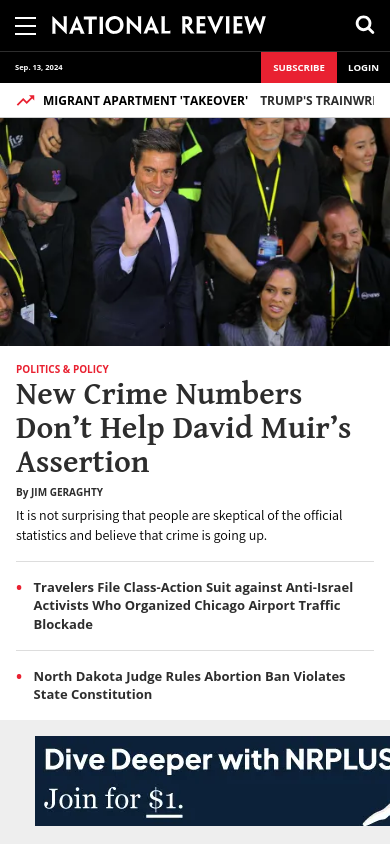 NATIONAL REVIEW
Sep. 13, 2024
SUBSCRIBE
LOGIN
MIGRANT APARTMENT 'TAKEOVER' TRUMP'S
POLITICS & POLICY
New Crime Numbers
Don’t Help David Muir’s
Assertion
By JIM GERAGHTY
It is not surprising that people are skeptical of the official
statistics and believe that crime is going up.
Travelers File Class-Action Suit against Anti-Israel
Activists Who Organized Chicago Airport Traffic
Blockade
North Dakota Judge Rules Abortion Ban Violates
State Constitution
Dive Deeper with NRPLUS
Join for $1.